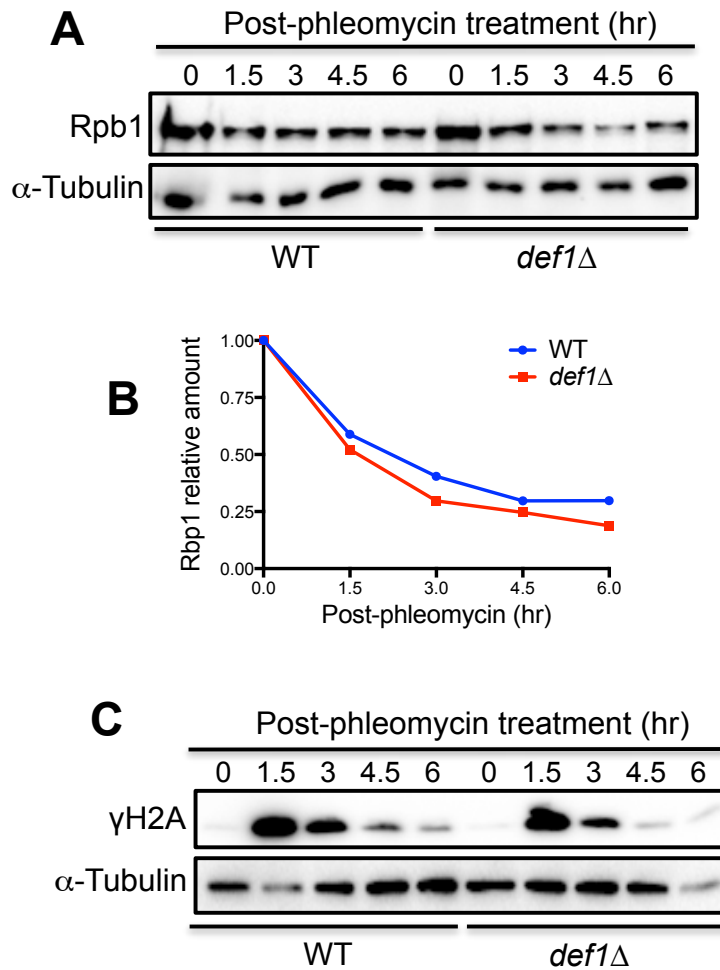 A
Post-phleomycin treatment (hr)
0 1.5 3 4.5 6 0 1.5 3 4.5 6
Rpb1
α-Tubulin
WT def1Δ
B
Rbp1 relative amount
1.00
0.75
0.50
0.25
0.00
0.0 1.5 3.0 4.5 6.0
Post-phleomycin (hr)
WT
def1Δ
C
Post-phleomycin treatment (hr)
0 1.5 3 4.5 6 0 1.5 3 4.5 6
γH2A
α-Tubulin
WT def1Δ